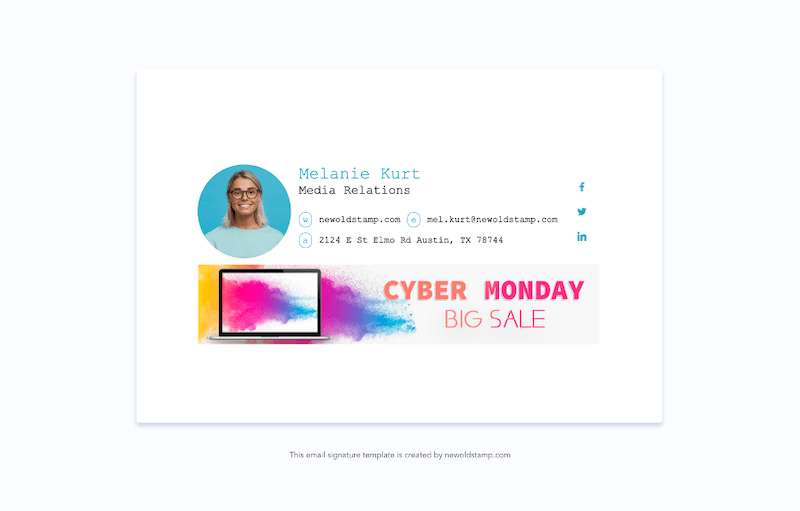 Melanie Kurt
Media Relations
w newoldstamp.com e mel.kurt@newoldstamp.com
a 2124 E St Elmo Rd Austin, TX 78744
f
in
CYBER MONDAY
BIG SALE
This email signature template is created by newoldstamp.com